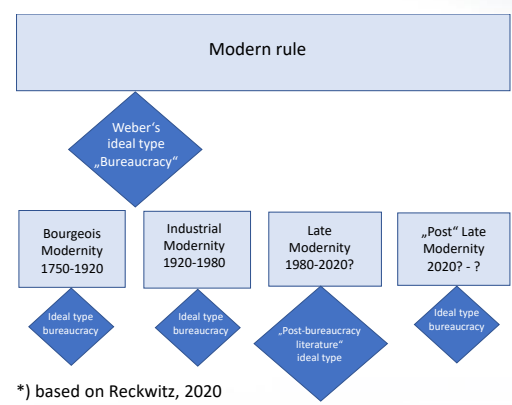 Modern rule
Weber's
ideal type
„Bureaucracy“
Bourgeois
Modernity
1750-1920
Industrial
Modernity
1920-1980
Late
Modernity
1980-2020?
„Post“ Late
Modernity
2020? - ?
Ideal type
bureaucracy
Ideal type
bureaucracy
„Post-bureaucracy
literature“
ideal type
Ideal type
bureaucracy
*) based on Reckwitz, 2020